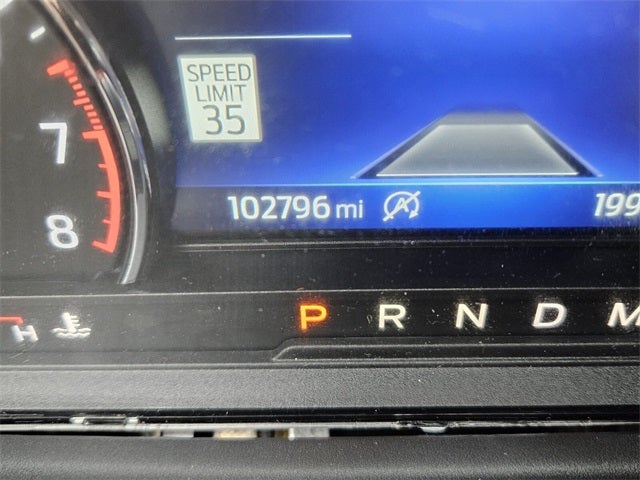 SPEED
LIMIT
35
7
102796 mi A 199
8
H P R N D M